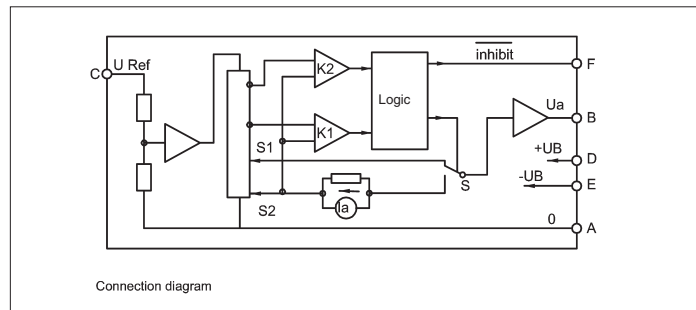 U Ref
C
K2
inhibit
F
Logic
Ua
B
K1
S1
+UB
D
S
-UB
E
S2
Ia
0
A
Connection diagram